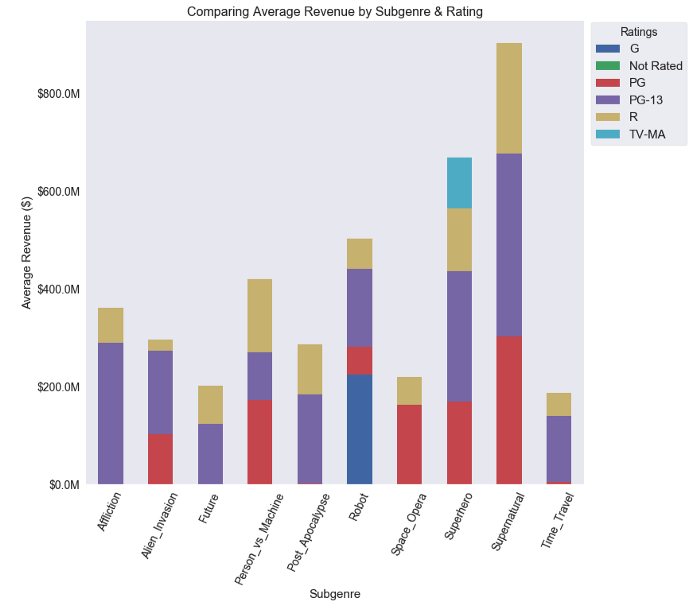 Comparing Average Revenue by Subgenre & Rating
Ratings
G
Not Rated
PG
PG-13
R
TV-MA
Average Revenue ($)
$800.0M
$600.0M
$400.0M
$200.0M
$0.0M
Affliction
Alien_Invasion
Future
Person_vs_Machine
Post_Apocalypse
Robot
Space_Opera
Superhero
Supernatural
Time_Travel
Subgenre